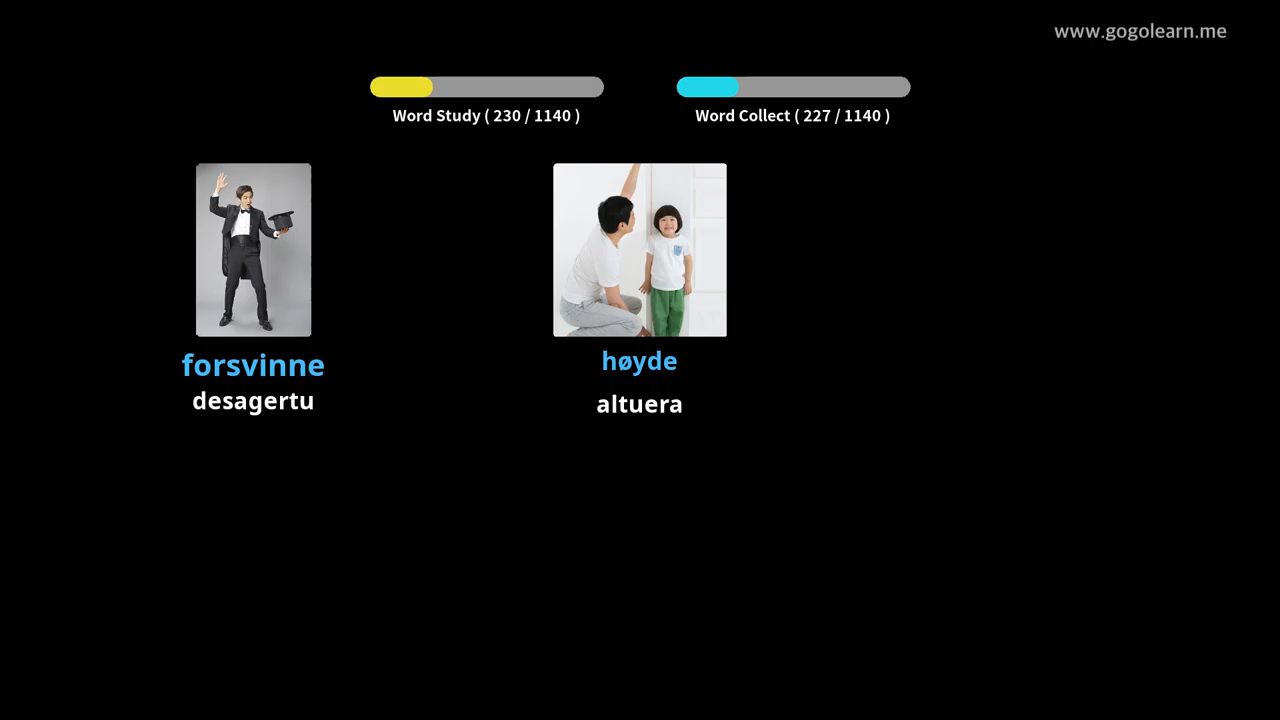 www.gogolearn.me
Word Study ( 230 / 1140 )
Word Collect ( 227 / 1140 )
forsvinne
desagertu
høyde
altuera